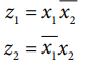 z₁ = x₁x̅₂
z₂ = x̅₁x₂